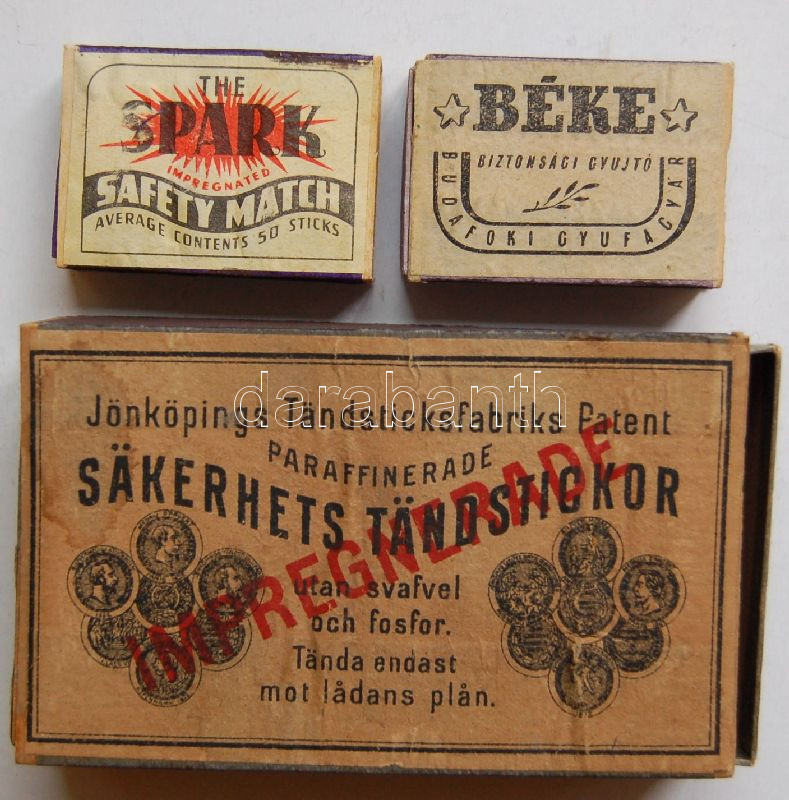 THE
SPARK
IMPREGNATED
SAFETY MATCH
AVERAGE CONTENTS 50 STICKS
BÉKE
BIZTONSÁGI GYUJTÓ
BUDAFOKI GYUFAGYÁR
darabanth
Jönköpings Tändsticksfabriks Patent
PARAFFINERADE
SÄKERHETS TÄNDSTICKOR
IMPREGNERADE
utan svafvel
och fosfor.
Tända endast
mot lådans plån.